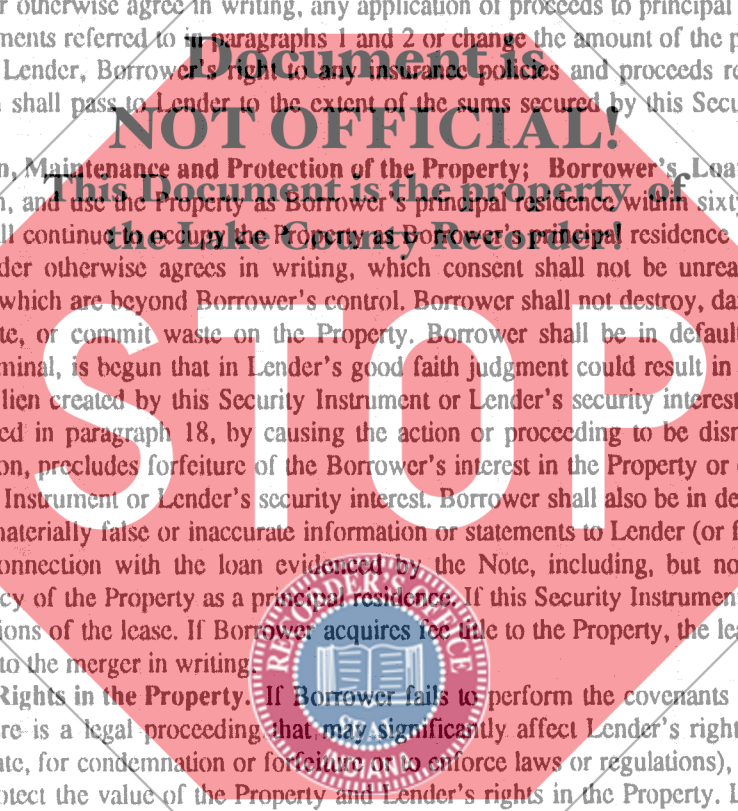 or otherwise agree in writing, any application of proceeds to principal
ments referred to in paragraphs 1 and 2 or change the amount of the p
Document is
Lender, Borrower's right to any insurance policies and proceeds re
shall pass to Lender to the extent of the sums secured by this Secu
NOT OFFICIAL!
n, Maintenance and Protection of the Property; Borrower's Loa
This Document is the property of
n, and use the Property as Borrower's principal residence within sixty
the Lake County Recorder!
ll continue to occupy the Property as Borrower's principal residence
der otherwise agrees in writing, which consent shall not be unrea
which are beyond Borrower's control. Borrower shall not destroy, da
te, or commit waste on the Property. Borrower shall be in default
minal, is begun that in Lender's good faith judgment could result in
lien created by this Security Instrument or Lender's security interest
STOP
ed in paragraph 18, by causing the action or proceeding to be dism
on, precludes forfeiture of the Borrower's interest in the Property or
Instrument or Lender's security interest. Borrower shall also be in de
naterially false or inaccurate information or statements to Lender (or f
onnection with the loan evidenced by the Note, including, but no
cy of the Property as a principal residence. If this Security Instrumen
ions of the lease. If Borrower acquires fee title to the Property, the lea
to the merger in writing.
Rights in the Property. If Borrower fails to perform the covenants
re is a legal proceeding that may significantly affect Lender's right
ate, for condemnation or forfeiture or to enforce laws or regulations),
otect the value of the Property and Lender's rights in the Property. L
RECORDER'S OFFICE
SEAL
INDIANA